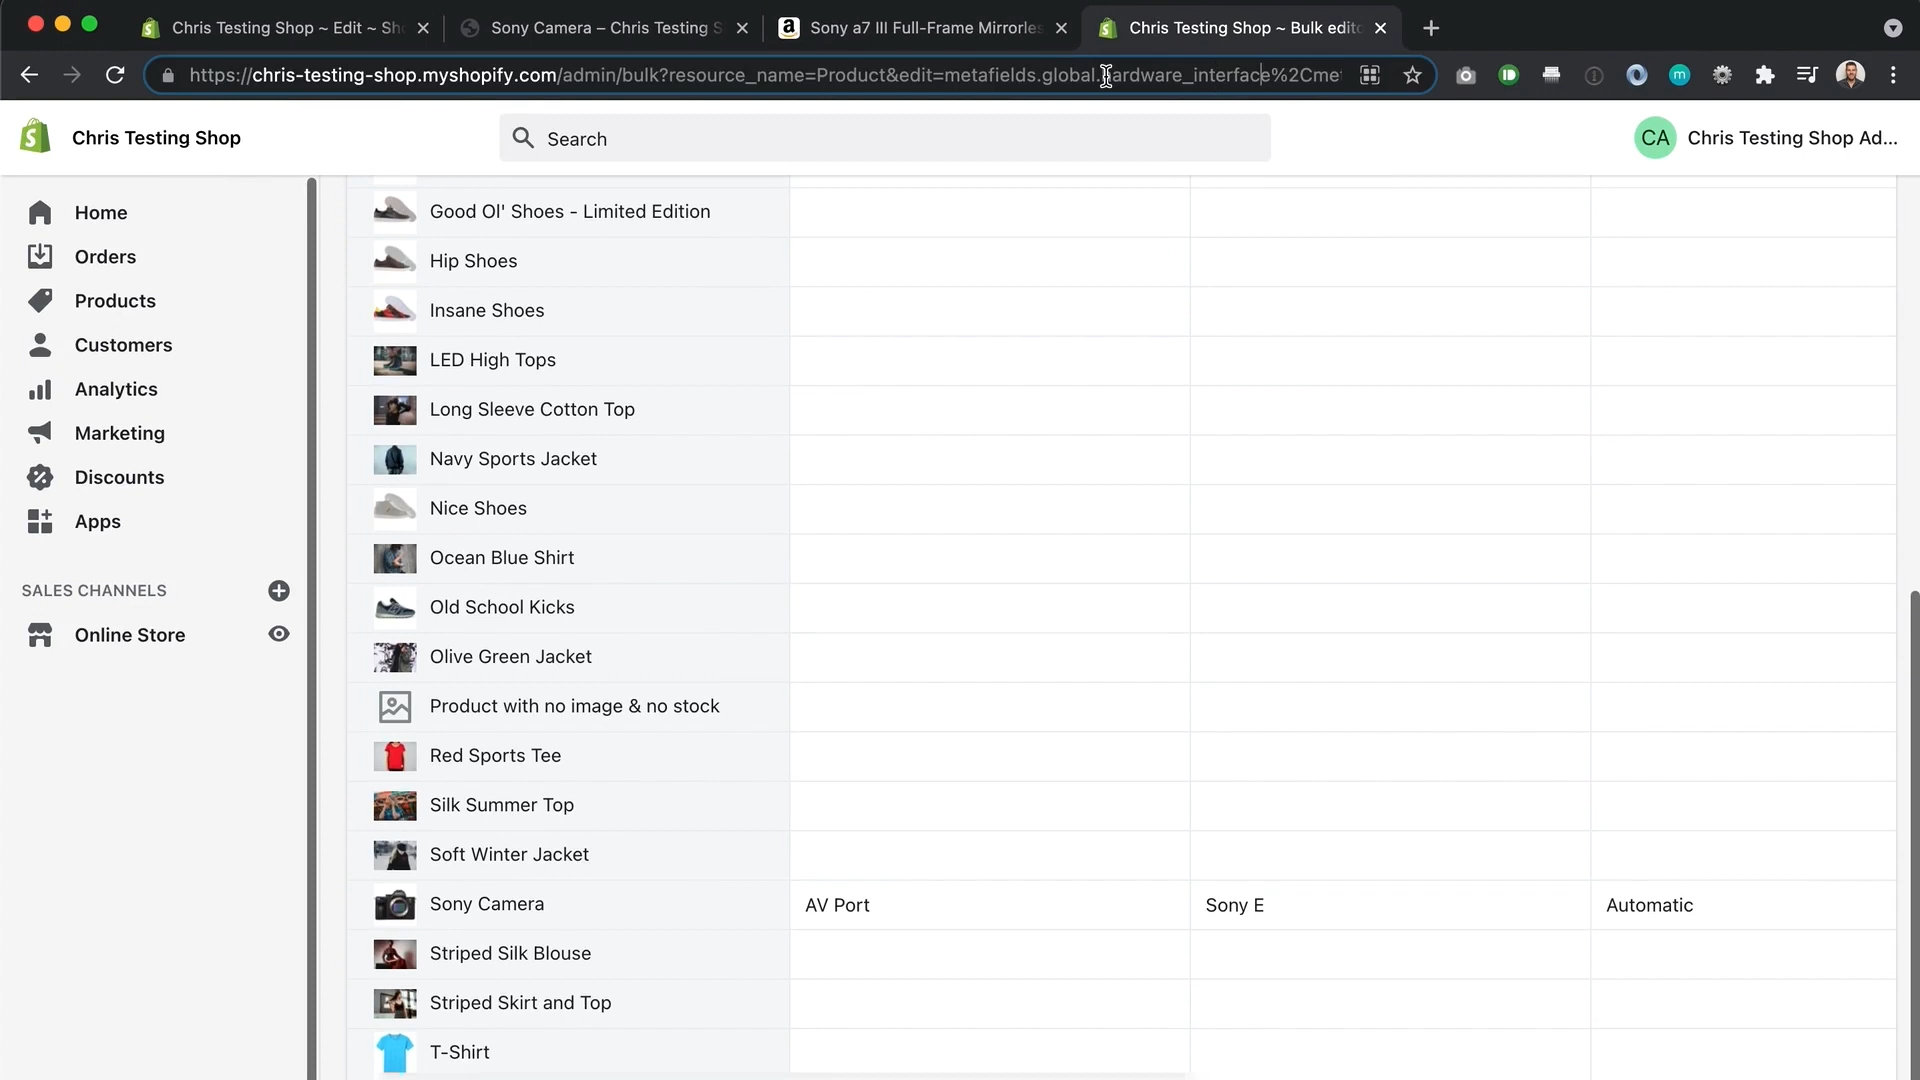 Chris Testing Shop ~ Edit ~ Sho
Sony Camera – Chris Testing S
Sony a7 III Full-Frame Mirrorles
Chris Testing Shop ~ Bulk edito
https://chris-testing-shop.myshopify.com/admin/bulk?resource_name=Product&edit=metafields.global.hardware_interface%2Cmet
Chris Testing Shop
Search
CA
Chris Testing Shop Ad...
Home
Orders
Products
Customers
Analytics
Marketing
Discounts
Apps
SALES CHANNELS
Online Store
Good Ol' Shoes - Limited Edition
Hip Shoes
Insane Shoes
LED High Tops
Long Sleeve Cotton Top
Navy Sports Jacket
Nice Shoes
Ocean Blue Shirt
Old School Kicks
Olive Green Jacket
Product with no image & no stock
Red Sports Tee
Silk Summer Top
Soft Winter Jacket
Sony Camera AV Port Sony E Automatic
Striped Silk Blouse
Striped Skirt and Top
T-Shirt